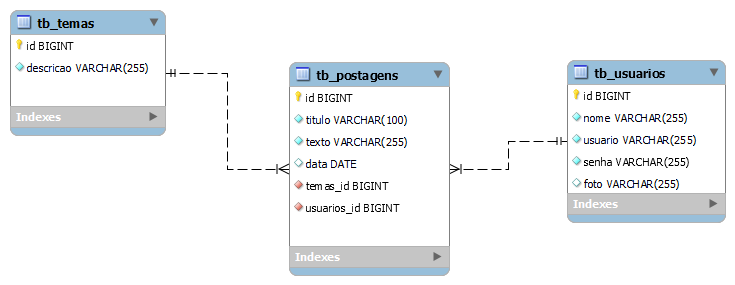 tb_temas
id BIGINT
descricao VARCHAR(255)
Indexes
tb_postagens
id BIGINT
titulo VARCHAR(100)
texto VARCHAR(255)
data DATE
temas_id BIGINT
usuarios_id BIGINT
Indexes
tb_usuarios
id BIGINT
nome VARCHAR(255)
usuario VARCHAR(255)
senha VARCHAR(255)
foto VARCHAR(255)
Indexes